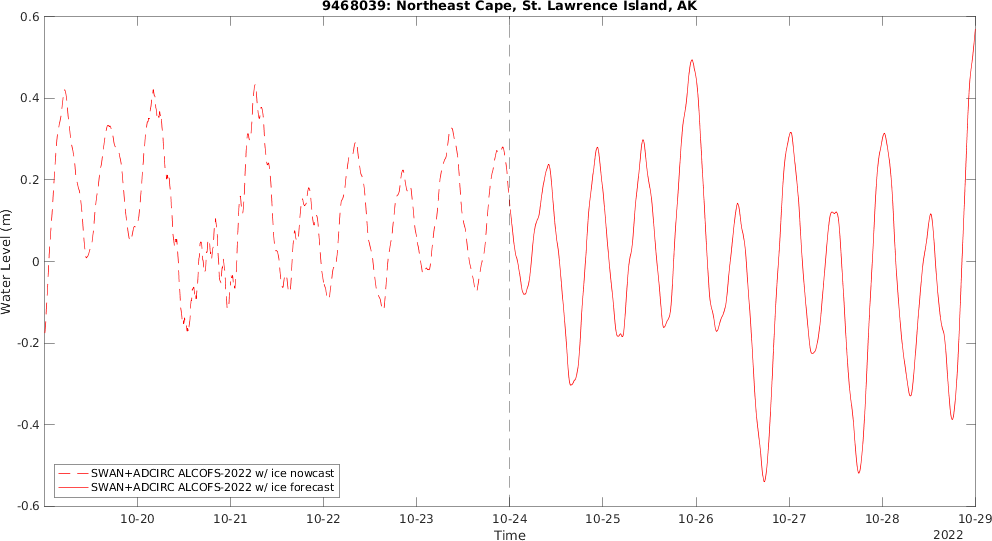 9468039: Northeast Cape, St. Lawrence Island, AK
0.6
0.4
0.2
0
-0.2
-0.4
-0.6
Water Level (m)
SWAN+ADCIRC ALCOFS-2022 w/ ice nowcast
SWAN+ADCIRC ALCOFS-2022 w/ ice forecast
10-20 10-21 10-22 10-23 10-24 10-25 10-26 10-27 10-28 10-29
Time
2022